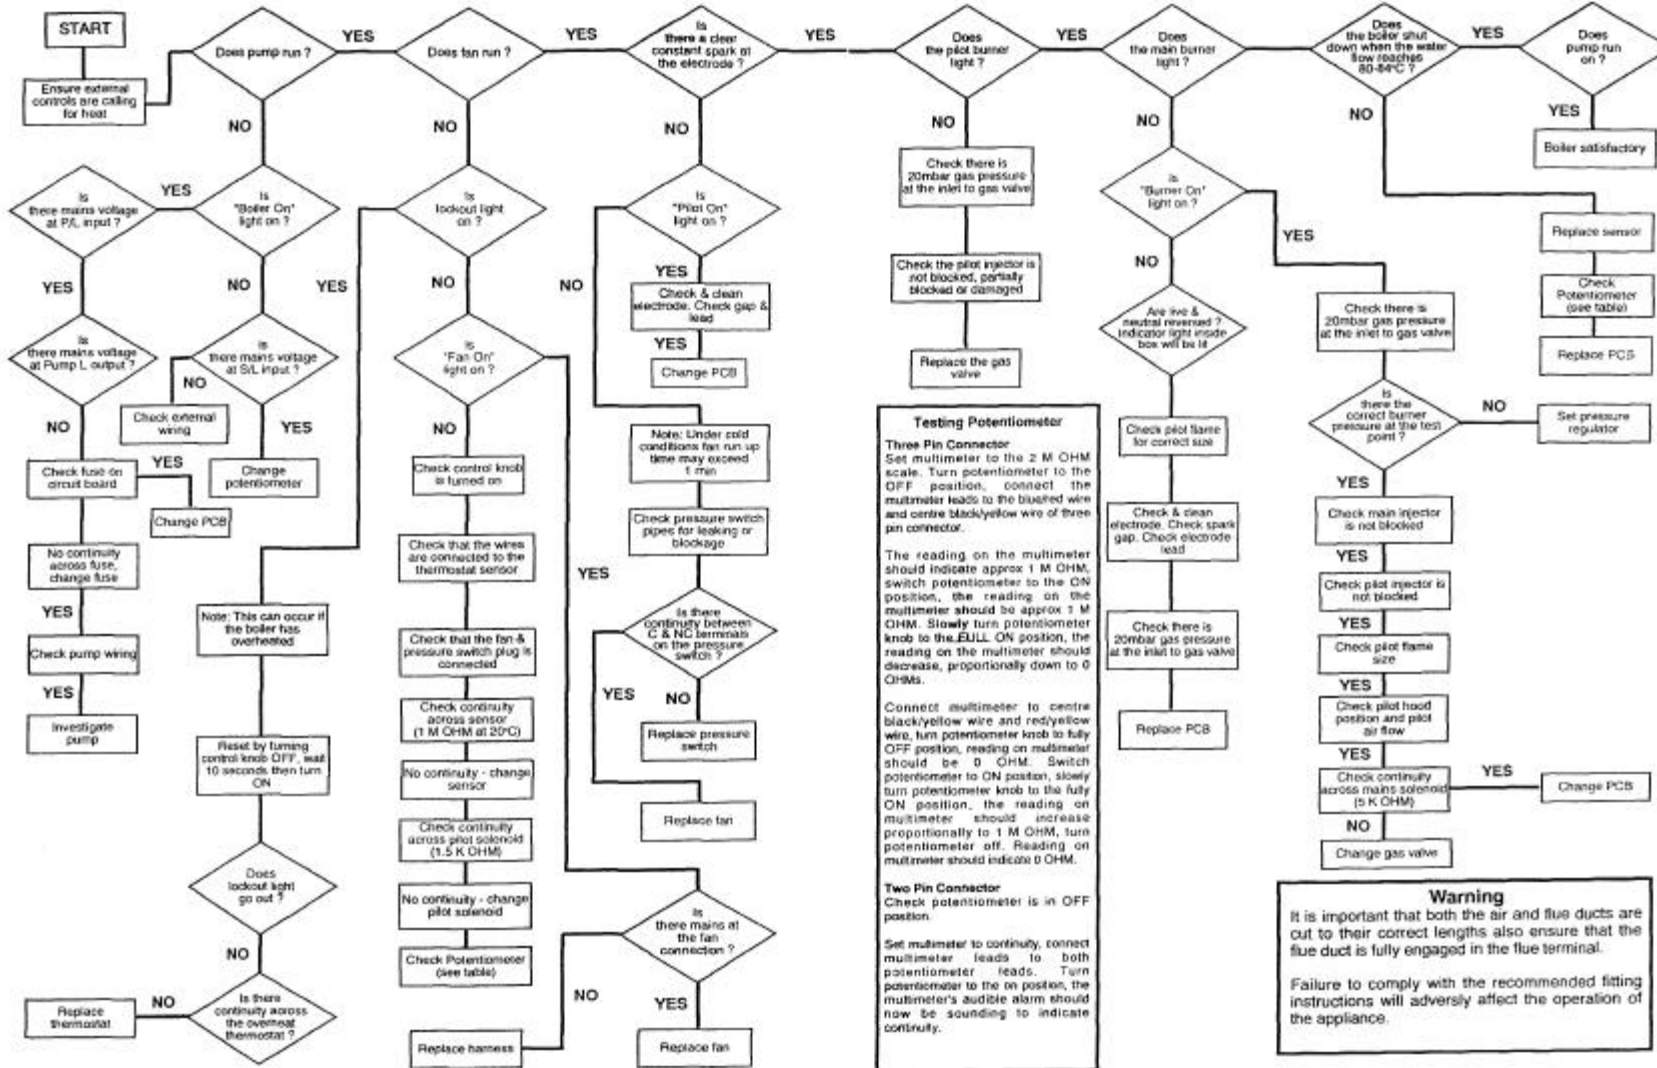 START
Ensure external
controls are calling
for heat
Does pump run ?
YES
Does fan run ?
YES
Is
there a clear
constant spark at
the electrode ?
YES
Does
the pilot burner
light ?
YES
Does
the main burner
light ?
Does
the boiler shut
down when the water
flow reaches
80-84°C ?
YES
Does
pump run
on ?
YES
Boiler satisfactory
NO
Is
"Boiler On"
light on ?
YES
Is
there mains voltage
at P/L input ?
YES
Is
there mains voltage
at Pump L output ?
NO
Check fuse on
circuit board
YES
Change PCB
No continuity
across fuse,
change fuse
YES
Check pump wiring
YES
Investigate
pump
NO
Is
there mains voltage
at S/L input ?
NO
Check external
wiring
YES
Change
potentiometer
NO
Is
lockout light
on ?
YES
Note: This can occur if
the boiler has
overheated
Reset by turning
control knob OFF, wait
10 seconds then turn
ON
Does
lockout light
go out ?
NO
Is there
continuity across
the overheat
thermostat ?
NO
Replace
thermostat
NO
Is
"Fan On"
light on ?
NO
Check control knob
is turned on
Check that the wires
are connected to the
thermostat sensor
Check that the fan &
pressure switch plug is
connected
Check continuity
across sensor
(1 M OHM at 20°C)
No continuity - change
sensor
Check continuity
across pilot solenoid
(1.5 K OHM)
No continuity - change
pilot solenoid
Check Potentiometer
(see table)
YES
Is
there mains at
the fan
connection ?
NO
Replace harness
YES
Replace fan
NO
Is
"Pilot On"
light on ?
YES
Check & clean
electrode. Check gap &
lead
YES
Change PCB
NO
Note: Under cold
conditions fan run up
time may exceed
1 min
Check pressure switch
pipes for leaking or
blockage
Is there
continuity between
C & NC terminals
on the pressure
switch ?
NO
Replace pressure
switch
YES
Replace fan
NO
Check there is
20mbar gas pressure
at the inlet to gas valve
Check the pilot injector is
not blocked, partially
blocked or damaged
Replace the gas
valve
Testing Potentiometer
Three Pin Connector
Set multimeter to the 2 M OHM
scale. Turn potentiometer to the
OFF position, connect the
multimeter leads to the blue/red wire
and centre black/yellow wire of three
pin connector.
The reading on the multimeter
should indicate approx 1 M OHM,
switch potentiometer to the ON
position, the reading on the
multimeter should be approx 1 M
OHM. Slowly turn potentiometer
knob to the FULL ON position, the
reading on the multimeter should
decrease, proportionally down to 0
OHMs.
Connect multimeter to centre
black/yellow wire and red/yellow
wire, turn potentiometer knob to fully
OFF position, reading on multimeter
should be 0 OHM. Switch
potentiometer to ON position, slowly
turn potentiometer knob to the fully
ON position, the reading on
multimeter should increase
proportionally to 1 M OHM, turn
potentiometer off. Reading on
multimeter should indicate 0 OHM.
Two Pin Connector
Check potentiometer is in OFF
position.
Set multimeter to continuity, connect
multimeter leads to both
potentiometer leads. Turn
potentiometer to the on position, the
multimeter's audible alarm should
now be sounding to indicate
continuity.
NO
Is
"Burner On"
light on ?
NO
Are live &
neutral reversed ?
Indicator light inside
box will be lit
Check pilot flame
for correct size
Check & clean
electrode. Check spark
gap. Check electrode
lead
Check there is
20mbar gas pressure
at the inlet to gas valve
Replace PCB
YES
Check there is
20mbar gas pressure
at the inlet to gas valve
Is
there the
correct burner
pressure at the test
point ?
NO
Set pressure
regulator
YES
Check main injector
is not blocked
YES
Check pilot injector is
not blocked
YES
Check pilot flame
size
YES
Check pilot hood
position and pilot
air flow
YES
Check continuity
across mains solenoid
(5 K OHM)
YES
Change PCB
NO
Change gas valve
NO
Replace sensor
Check
Potentiometer
(see table)
Replace PCB
Warning
It is important that both the air and flue ducts are
cut to their correct lengths also ensure that the
flue duct is fully engaged in the flue terminal.
Failure to comply with the recommended fitting
instructions will adversly affect the operation of
the appliance.